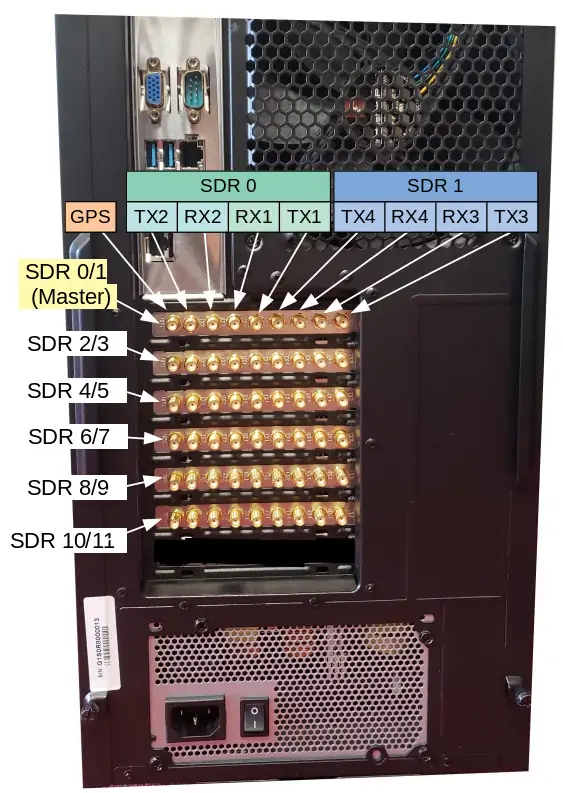 SDR 0
SDR 1
GPS
TX2
RX2
RX1
TX1
TX4
RX4
RX3
TX3
SDR 0/1
(Master)
SDR 2/3
SDR 4/5
SDR 6/7
SDR 8/9
SDR 10/11
S/N: G1SDR8000013